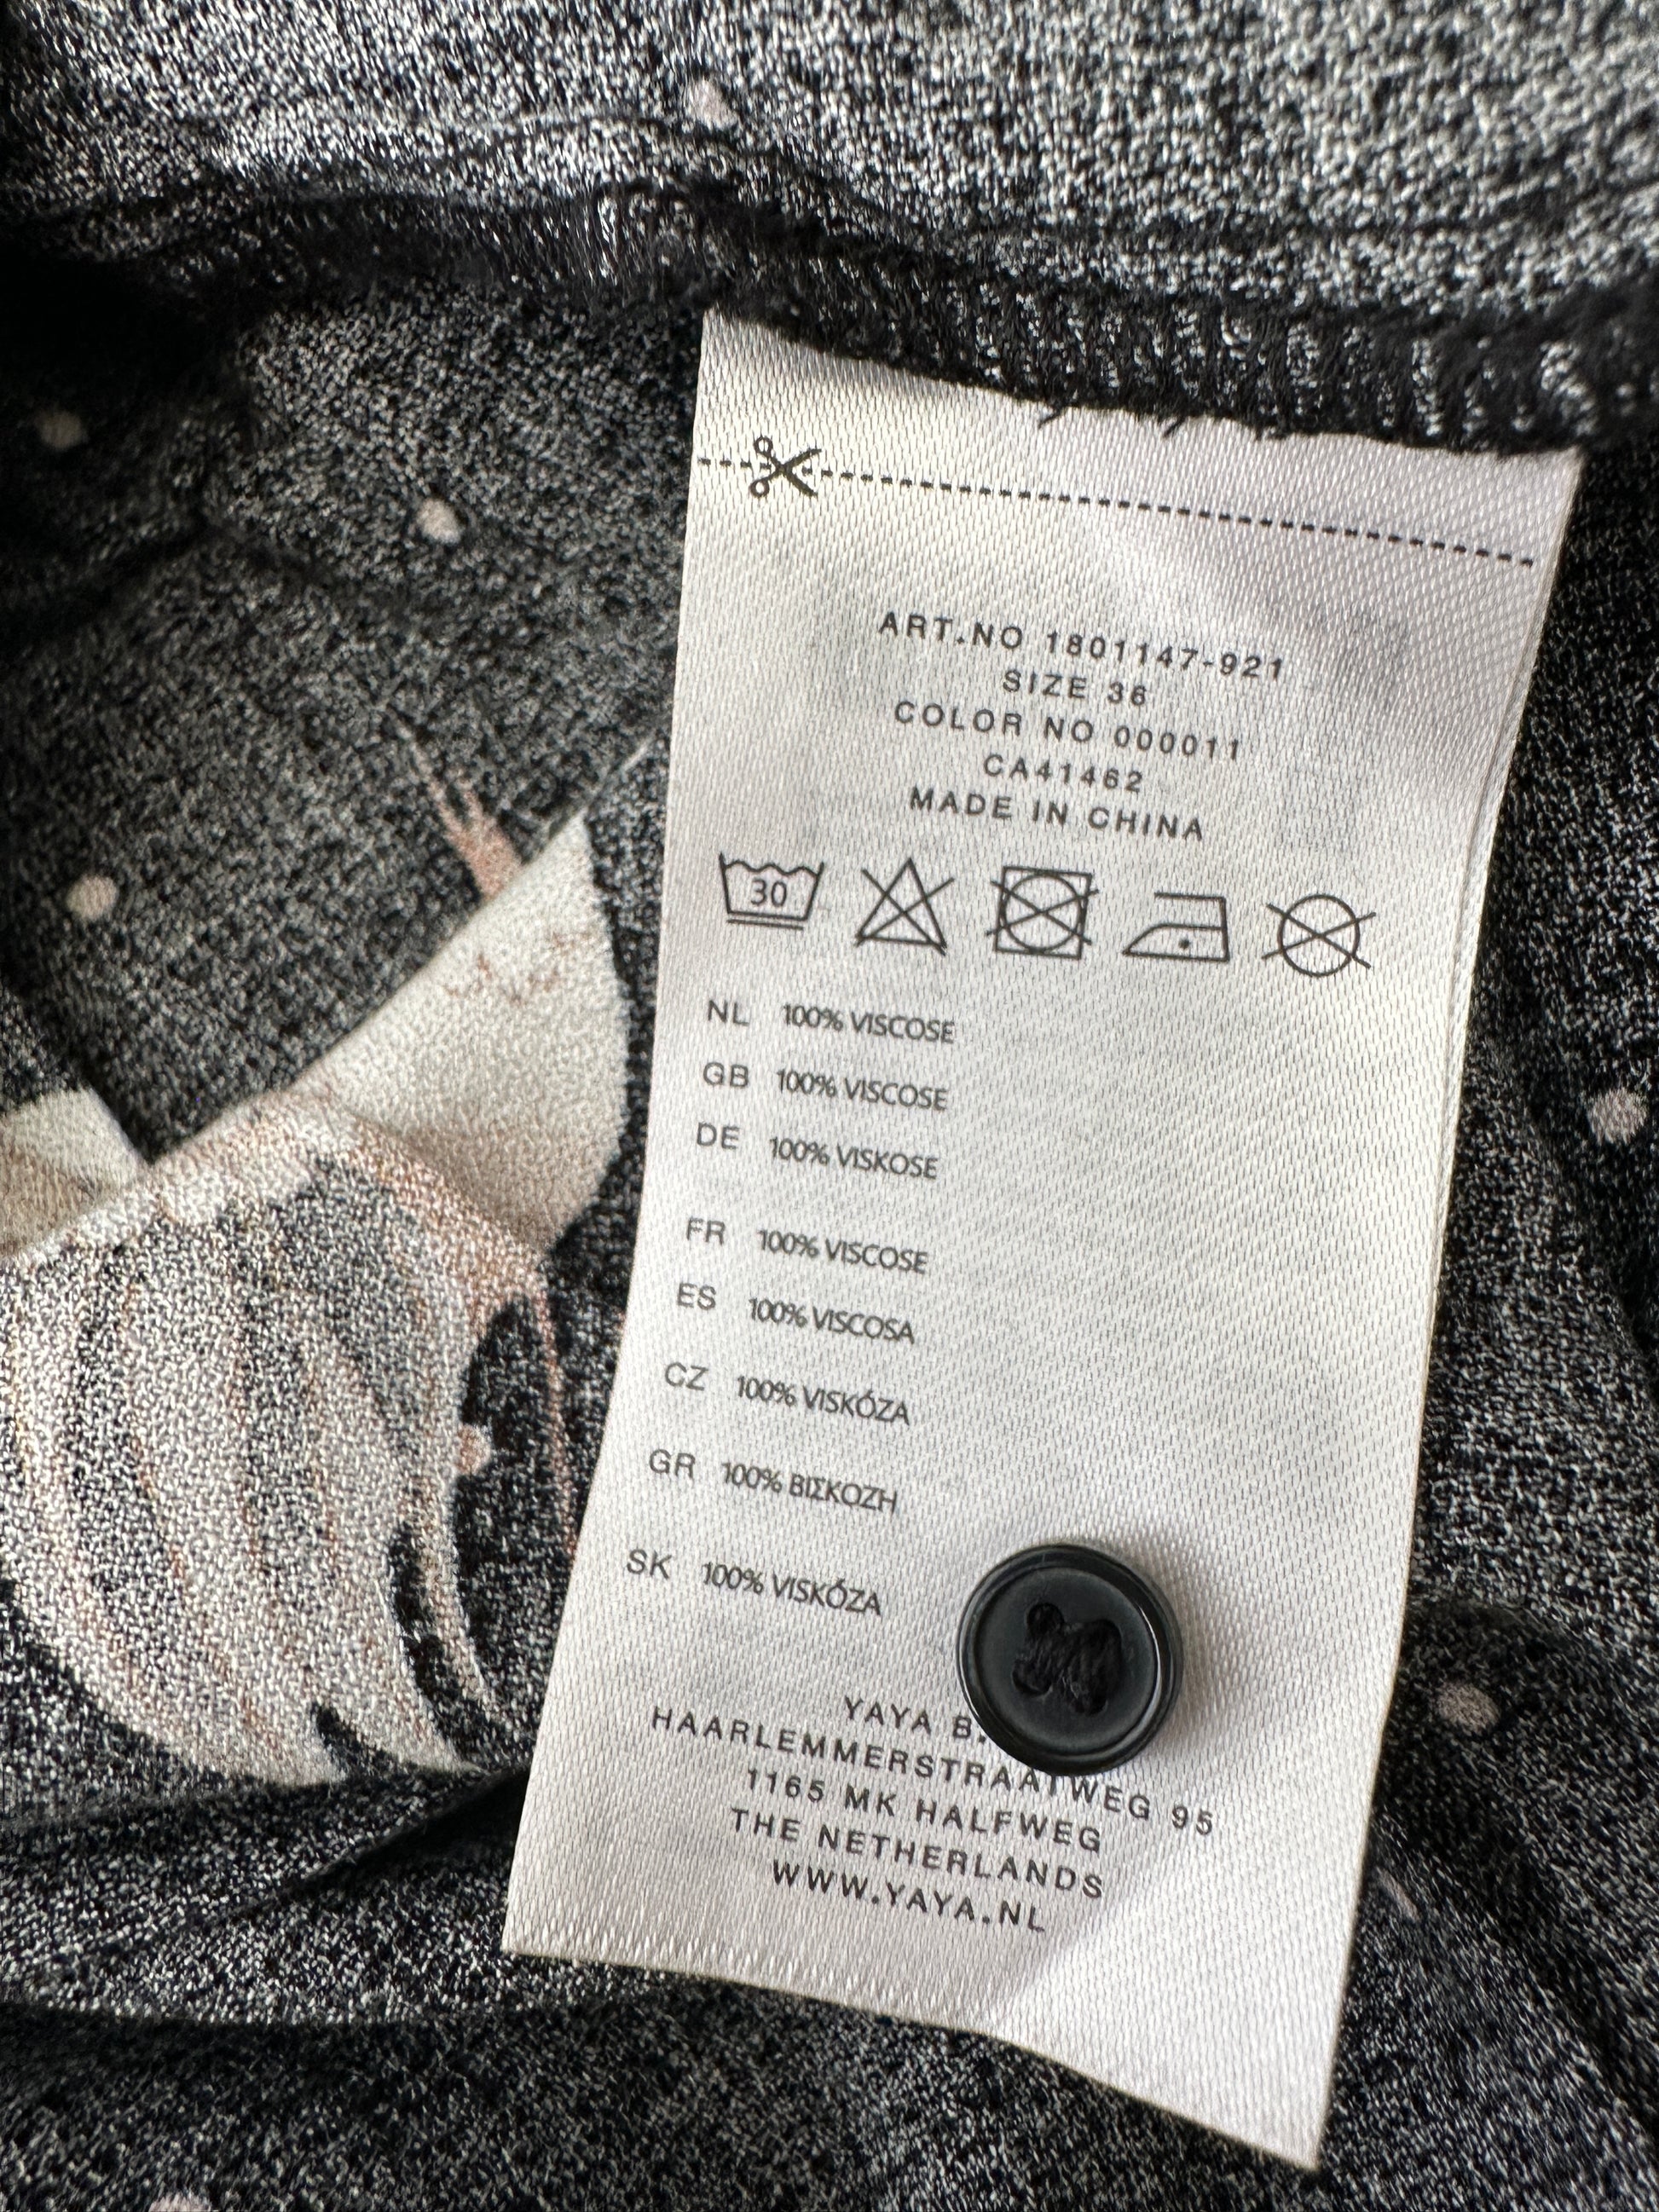 ART.NO 1801147-921
SIZE 36
COLOR NO 000011
CA41462
MADE IN CHINA
30
NL 100% VISCOSE
GB 100% VISCOSE
DE 100% VISKOSE
FR 100% VISCOSE
ES 100% VISCOSA
CZ 100% VISKÓZA
GR 100% ΒΙΣΚΟΖΗ
SK 100% VISKÓZA
YAYA B.
HAARLEMMERSTRAATWEG 95
1165 MK HALFWEG
THE NETHERLANDS
WWW.YAYA.NL